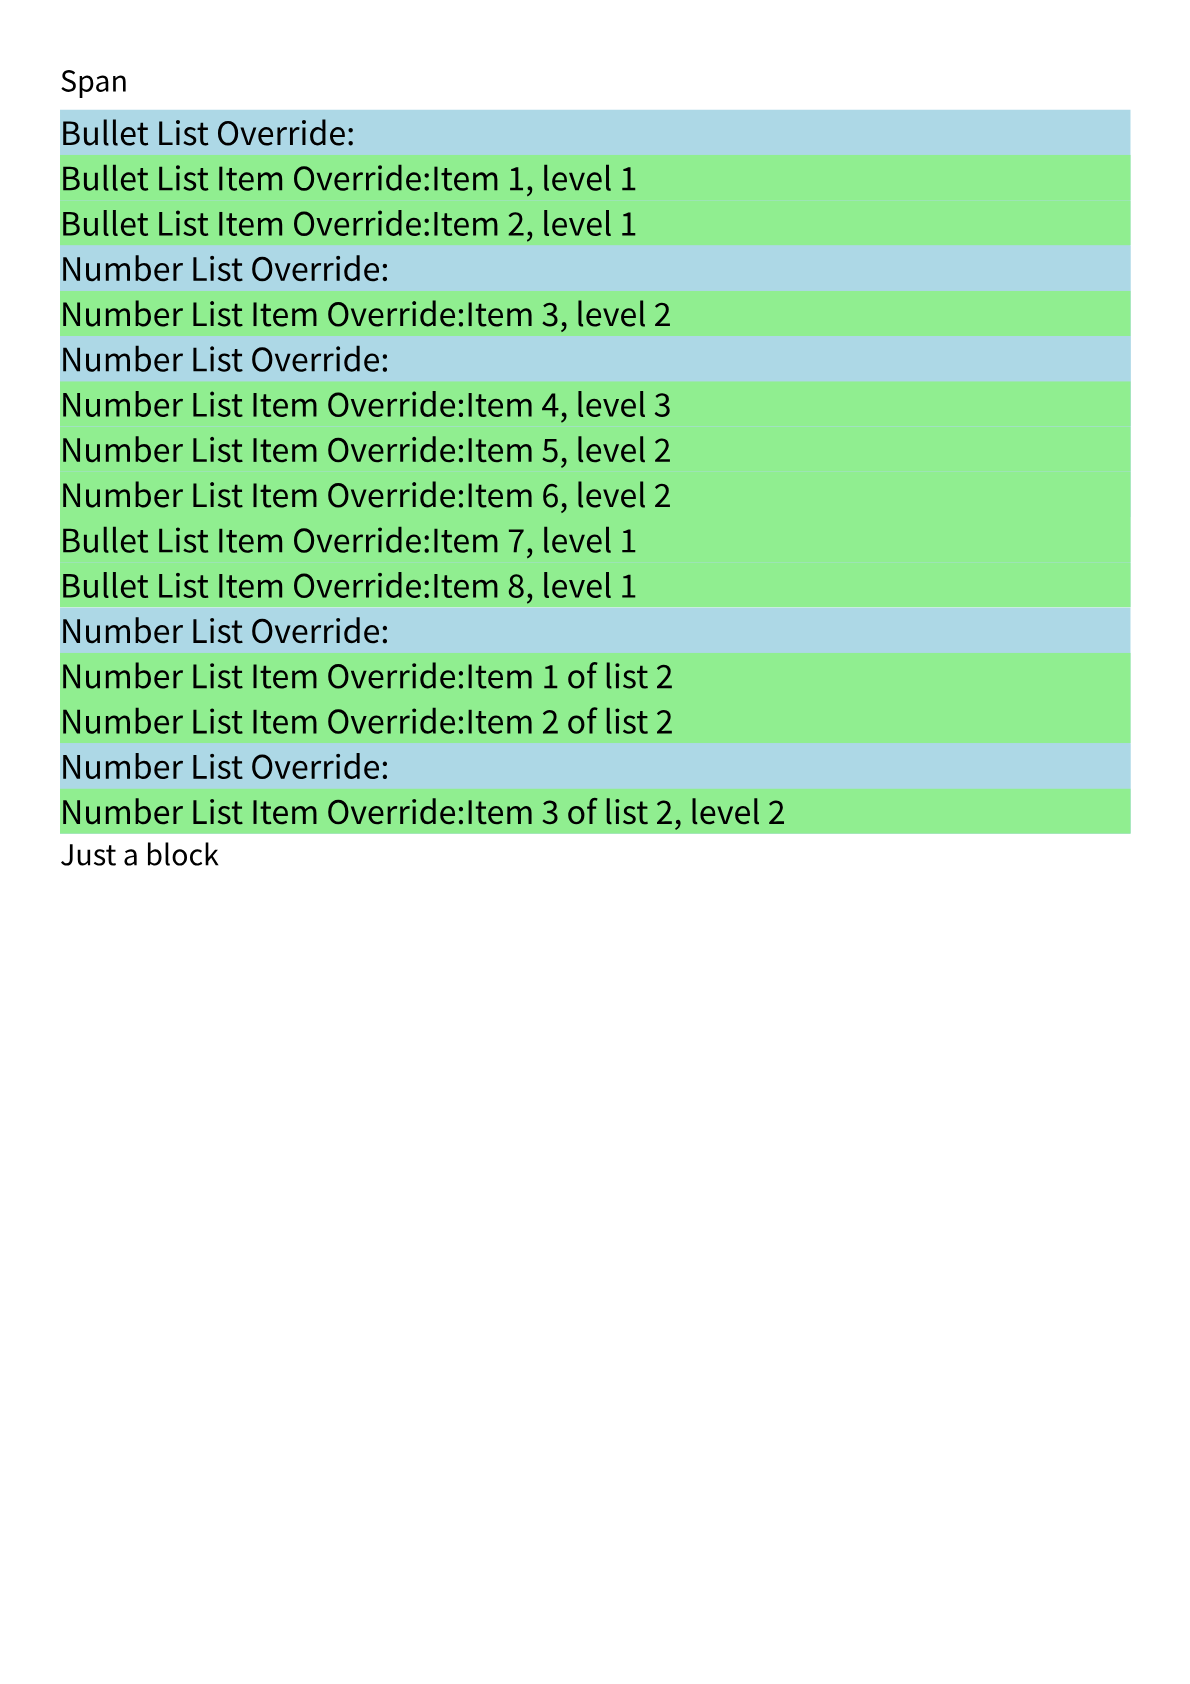 Span
Bullet List Override:
Bullet List Item Override:Item 1, level 1
Bullet List Item Override:Item 2, level 1
Number List Override:
Number List Item Override:Item 3, level 2
Number List Override:
Number List Item Override:Item 4, level 3
Number List Item Override:Item 5, level 2
Number List Item Override:Item 6, level 2
Bullet List Item Override:Item 7, level 1
Bullet List Item Override:Item 8, level 1
Number List Override:
Number List Item Override:Item 1 of list 2
Number List Item Override:Item 2 of list 2
Number List Override:
Number List Item Override:Item 3 of list 2, level 2
Just a block